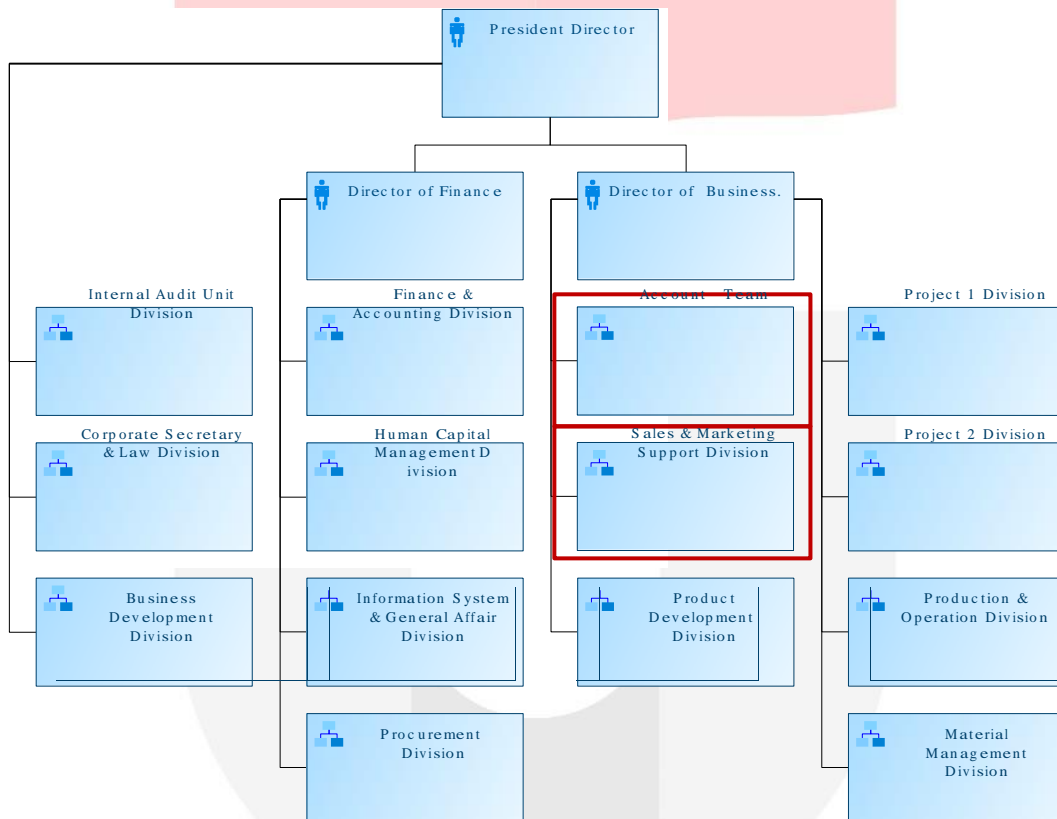 President Director
Director of Finance
Director of Business.
Internal Audit Unit
Division
Finance &
Accounting Division
Account Team
Project 1 Division
Corporate Secretary
& Law Division
Human Capital
Management D
ivision
Sales & Marketing
Support Division
Project 2 Division
Business
Development
Division
Information System
& General Affair
Division
Product
Development
Division
Production &
Operation Division
Procurement
Division
Material
Management
Division